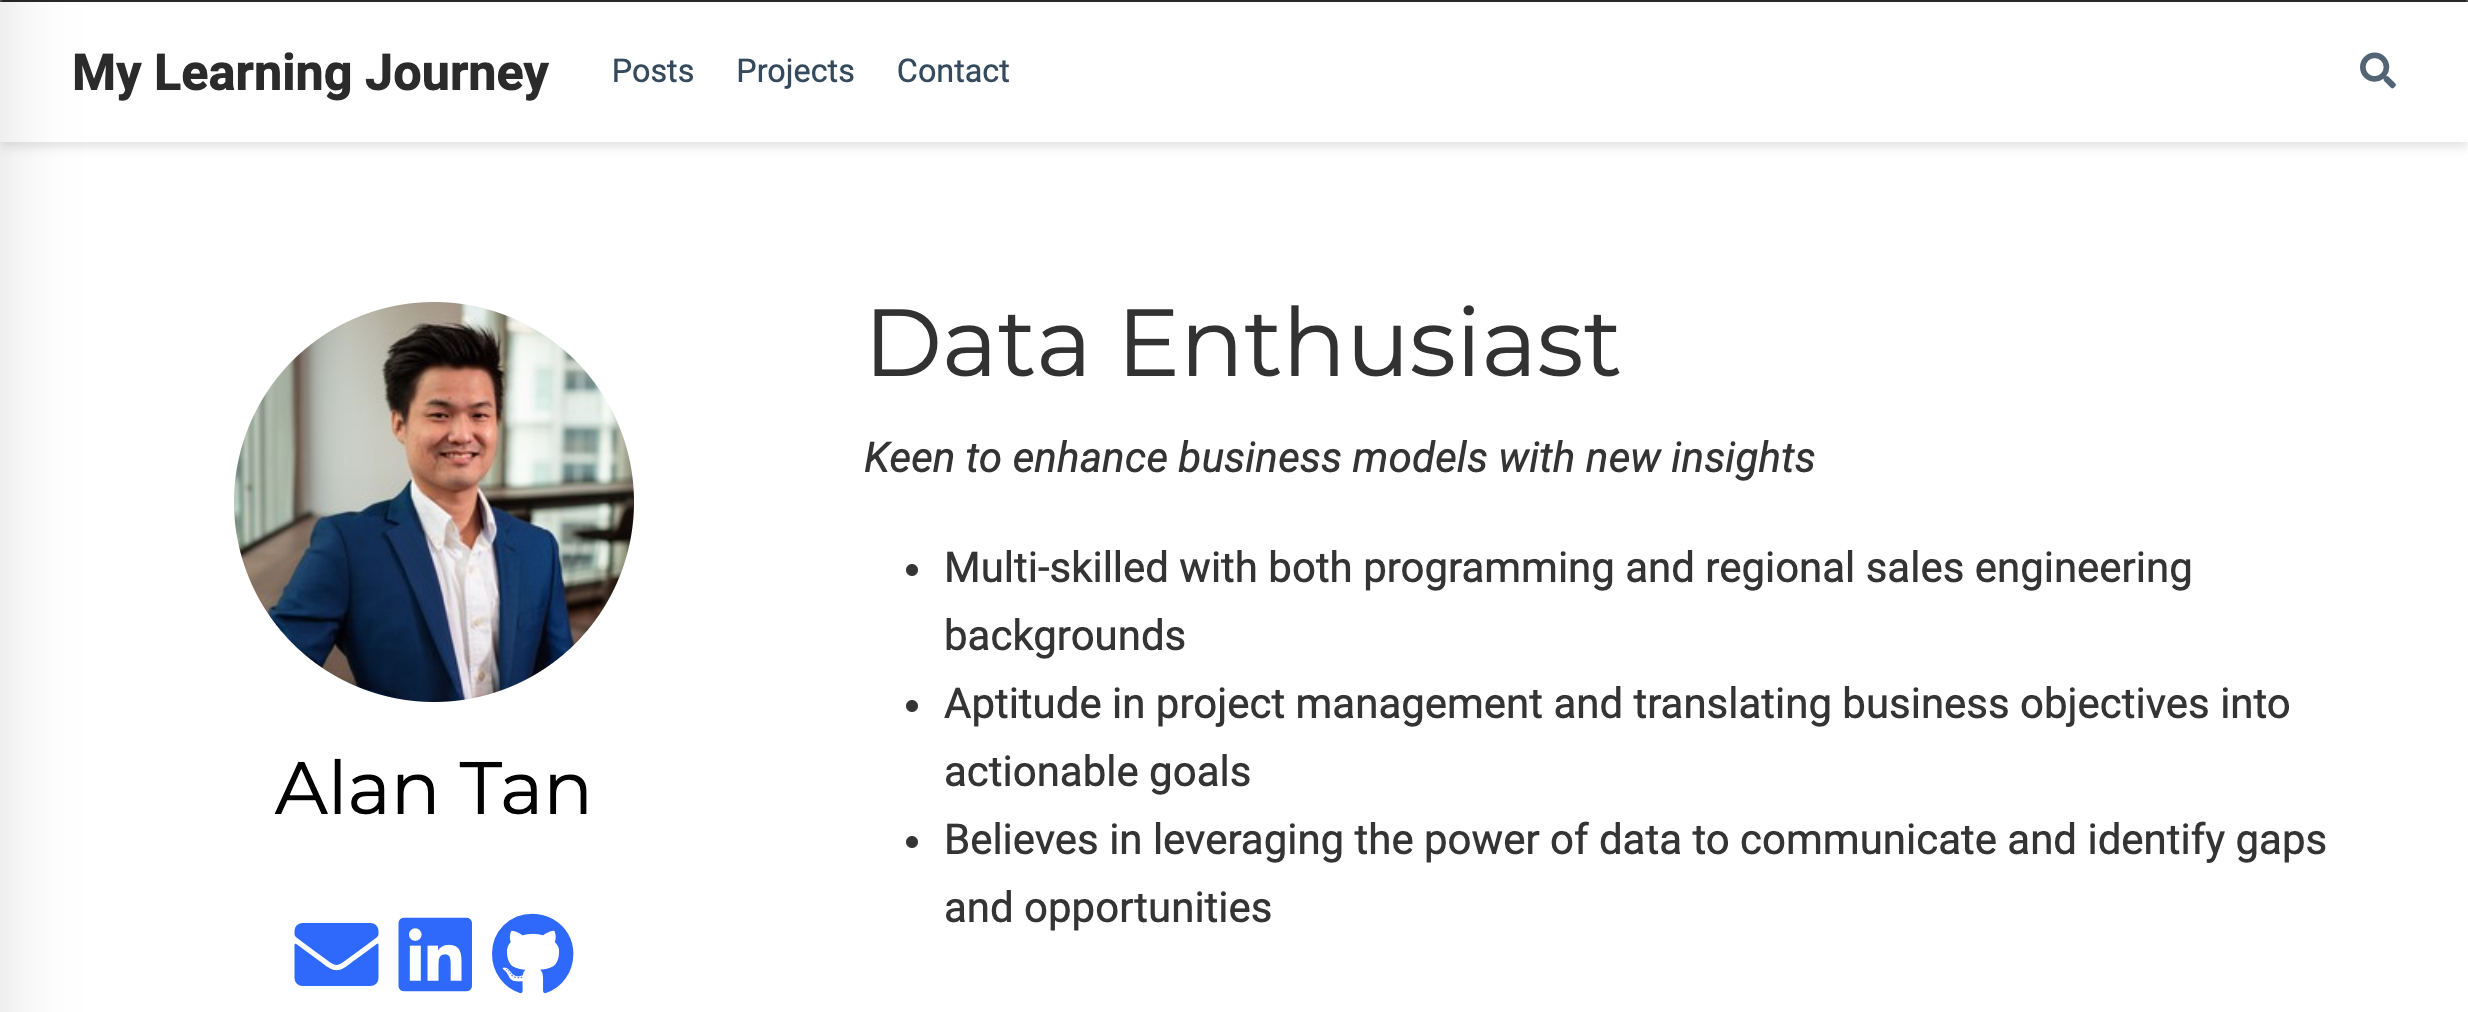 My Learning Journey Posts Projects Contact
Data Enthusiast
Keen to enhance business models with new insights
Multi-skilled with both programming and regional sales engineering
backgrounds
Aptitude in project management and translating business objectives into
actionable goals
Believes in leveraging the power of data to communicate and identify gaps
and opportunities
Alan Tan
in